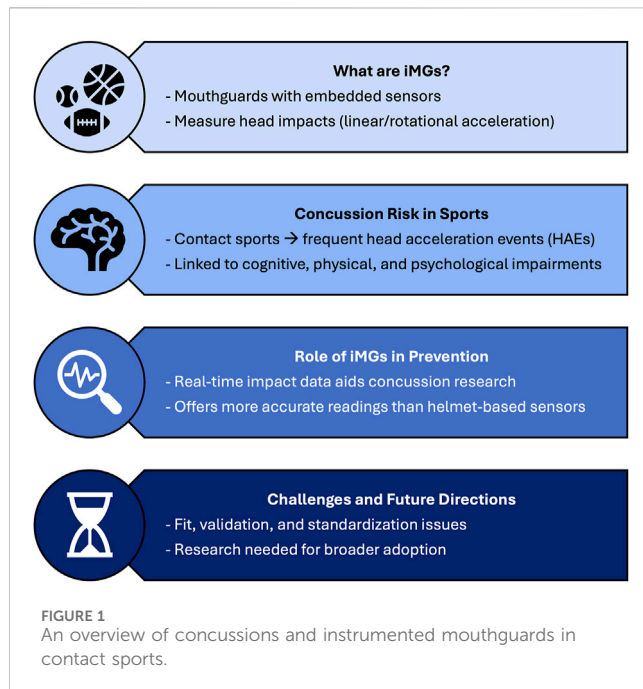 What are iMGs?
- Mouthguards with embedded sensors
- Measure head impacts (linear/rotational acceleration)
Concussion Risk in Sports
- Contact sports → frequent head acceleration events (HAEs)
- Linked to cognitive, physical, and psychological impairments
Role of iMGs in Prevention
- Real-time impact data aids concussion research
- Offers more accurate readings than helmet-based sensors
Challenges and Future Directions
- Fit, validation, and standardization issues
- Research needed for broader adoption
FIGURE 1
An overview of concussions and instrumented mouthguards in
contact sports.